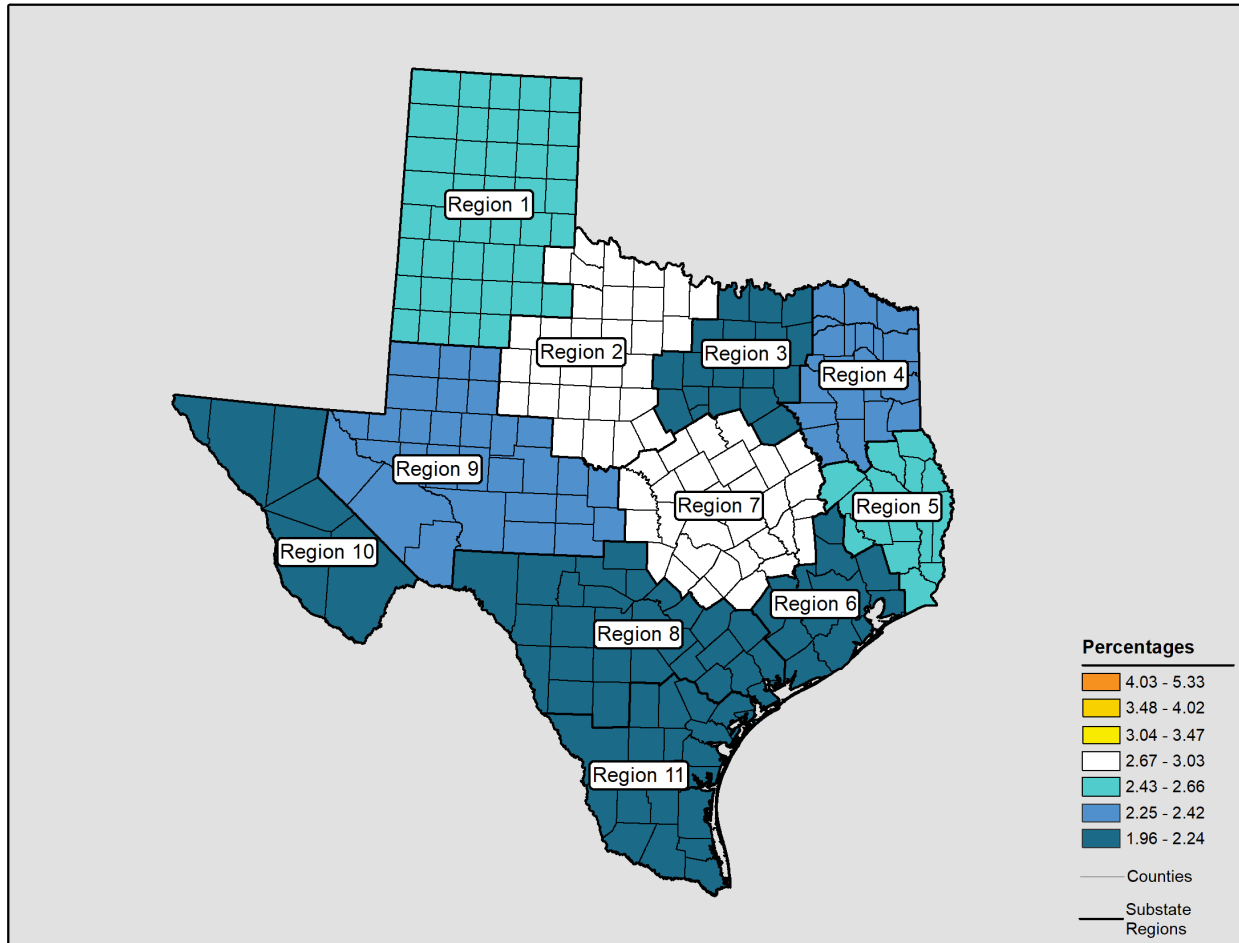 Region 1
Region 2
Region 3
Region 4
Region 9
Region 7
Region 5
Region 10
Region 6
Region 8
Region 11
Percentages
4.03 - 5.33
3.48 - 4.02
3.04 - 3.47
2.67 - 3.03
2.43 - 2.66
2.25 - 2.42
1.96 - 2.24
Counties
Substate
Regions